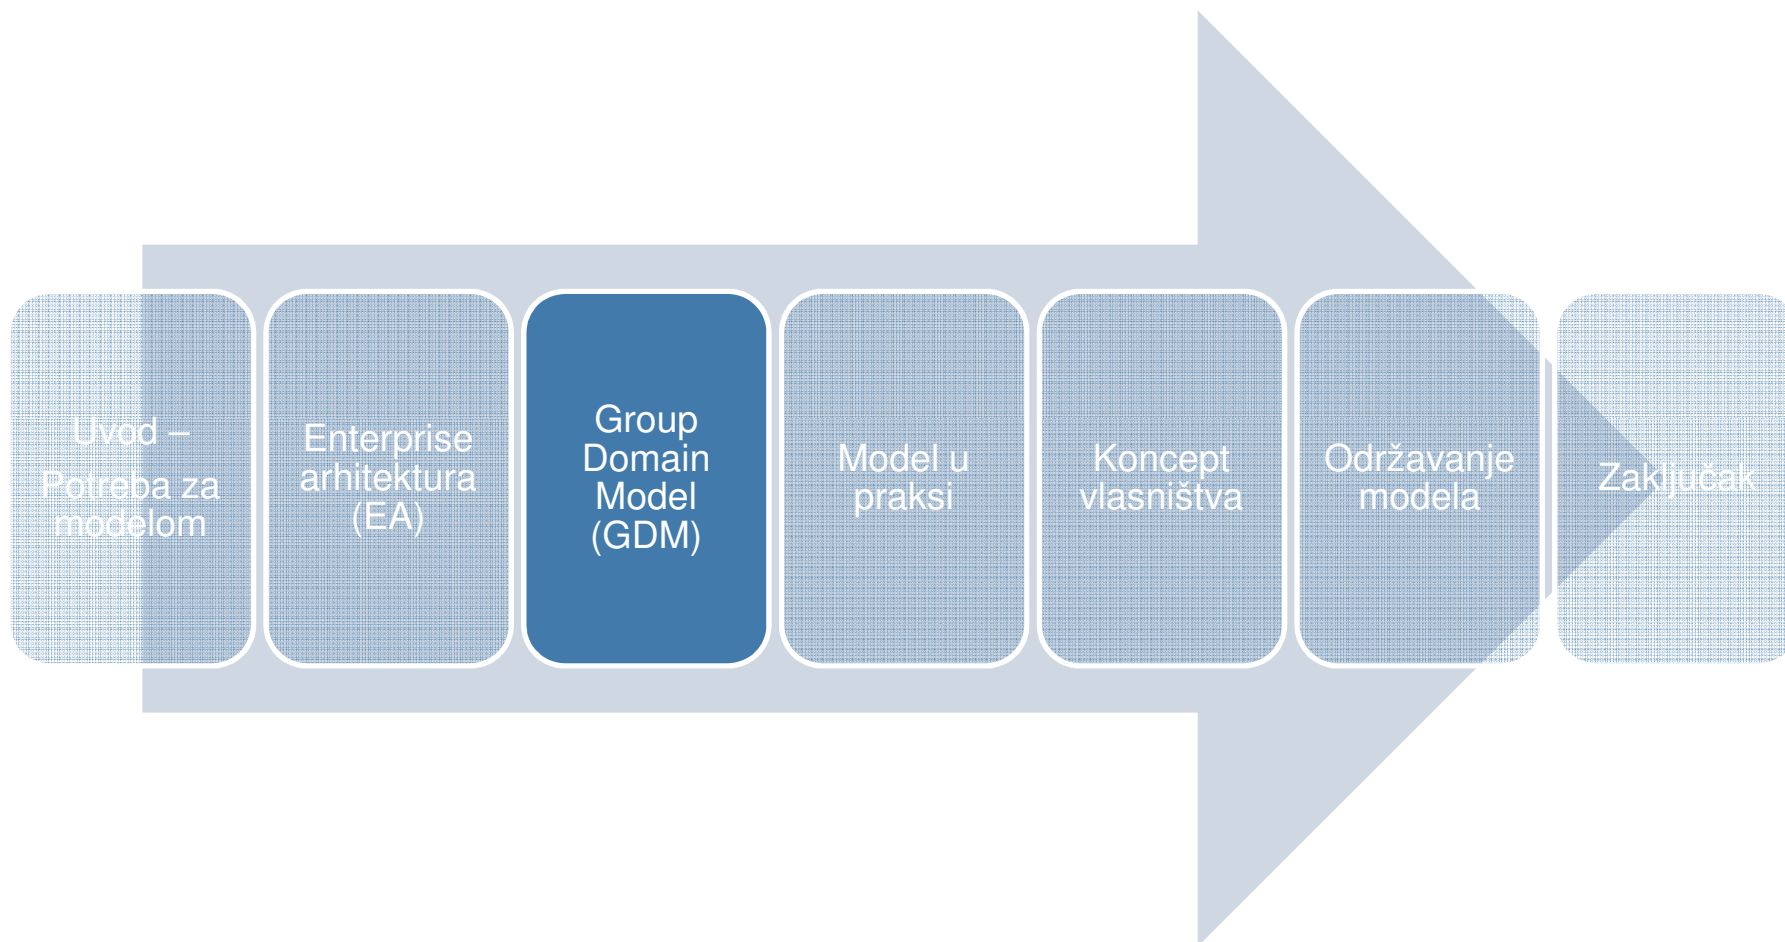 Uvod –
Potreba za
modelom
Enterprise
arhitektura
(EA)
Group
Domain
Model
(GDM)
Model u
praksi
Koncept
vlasništva
Održavanje
modela
Zaključak